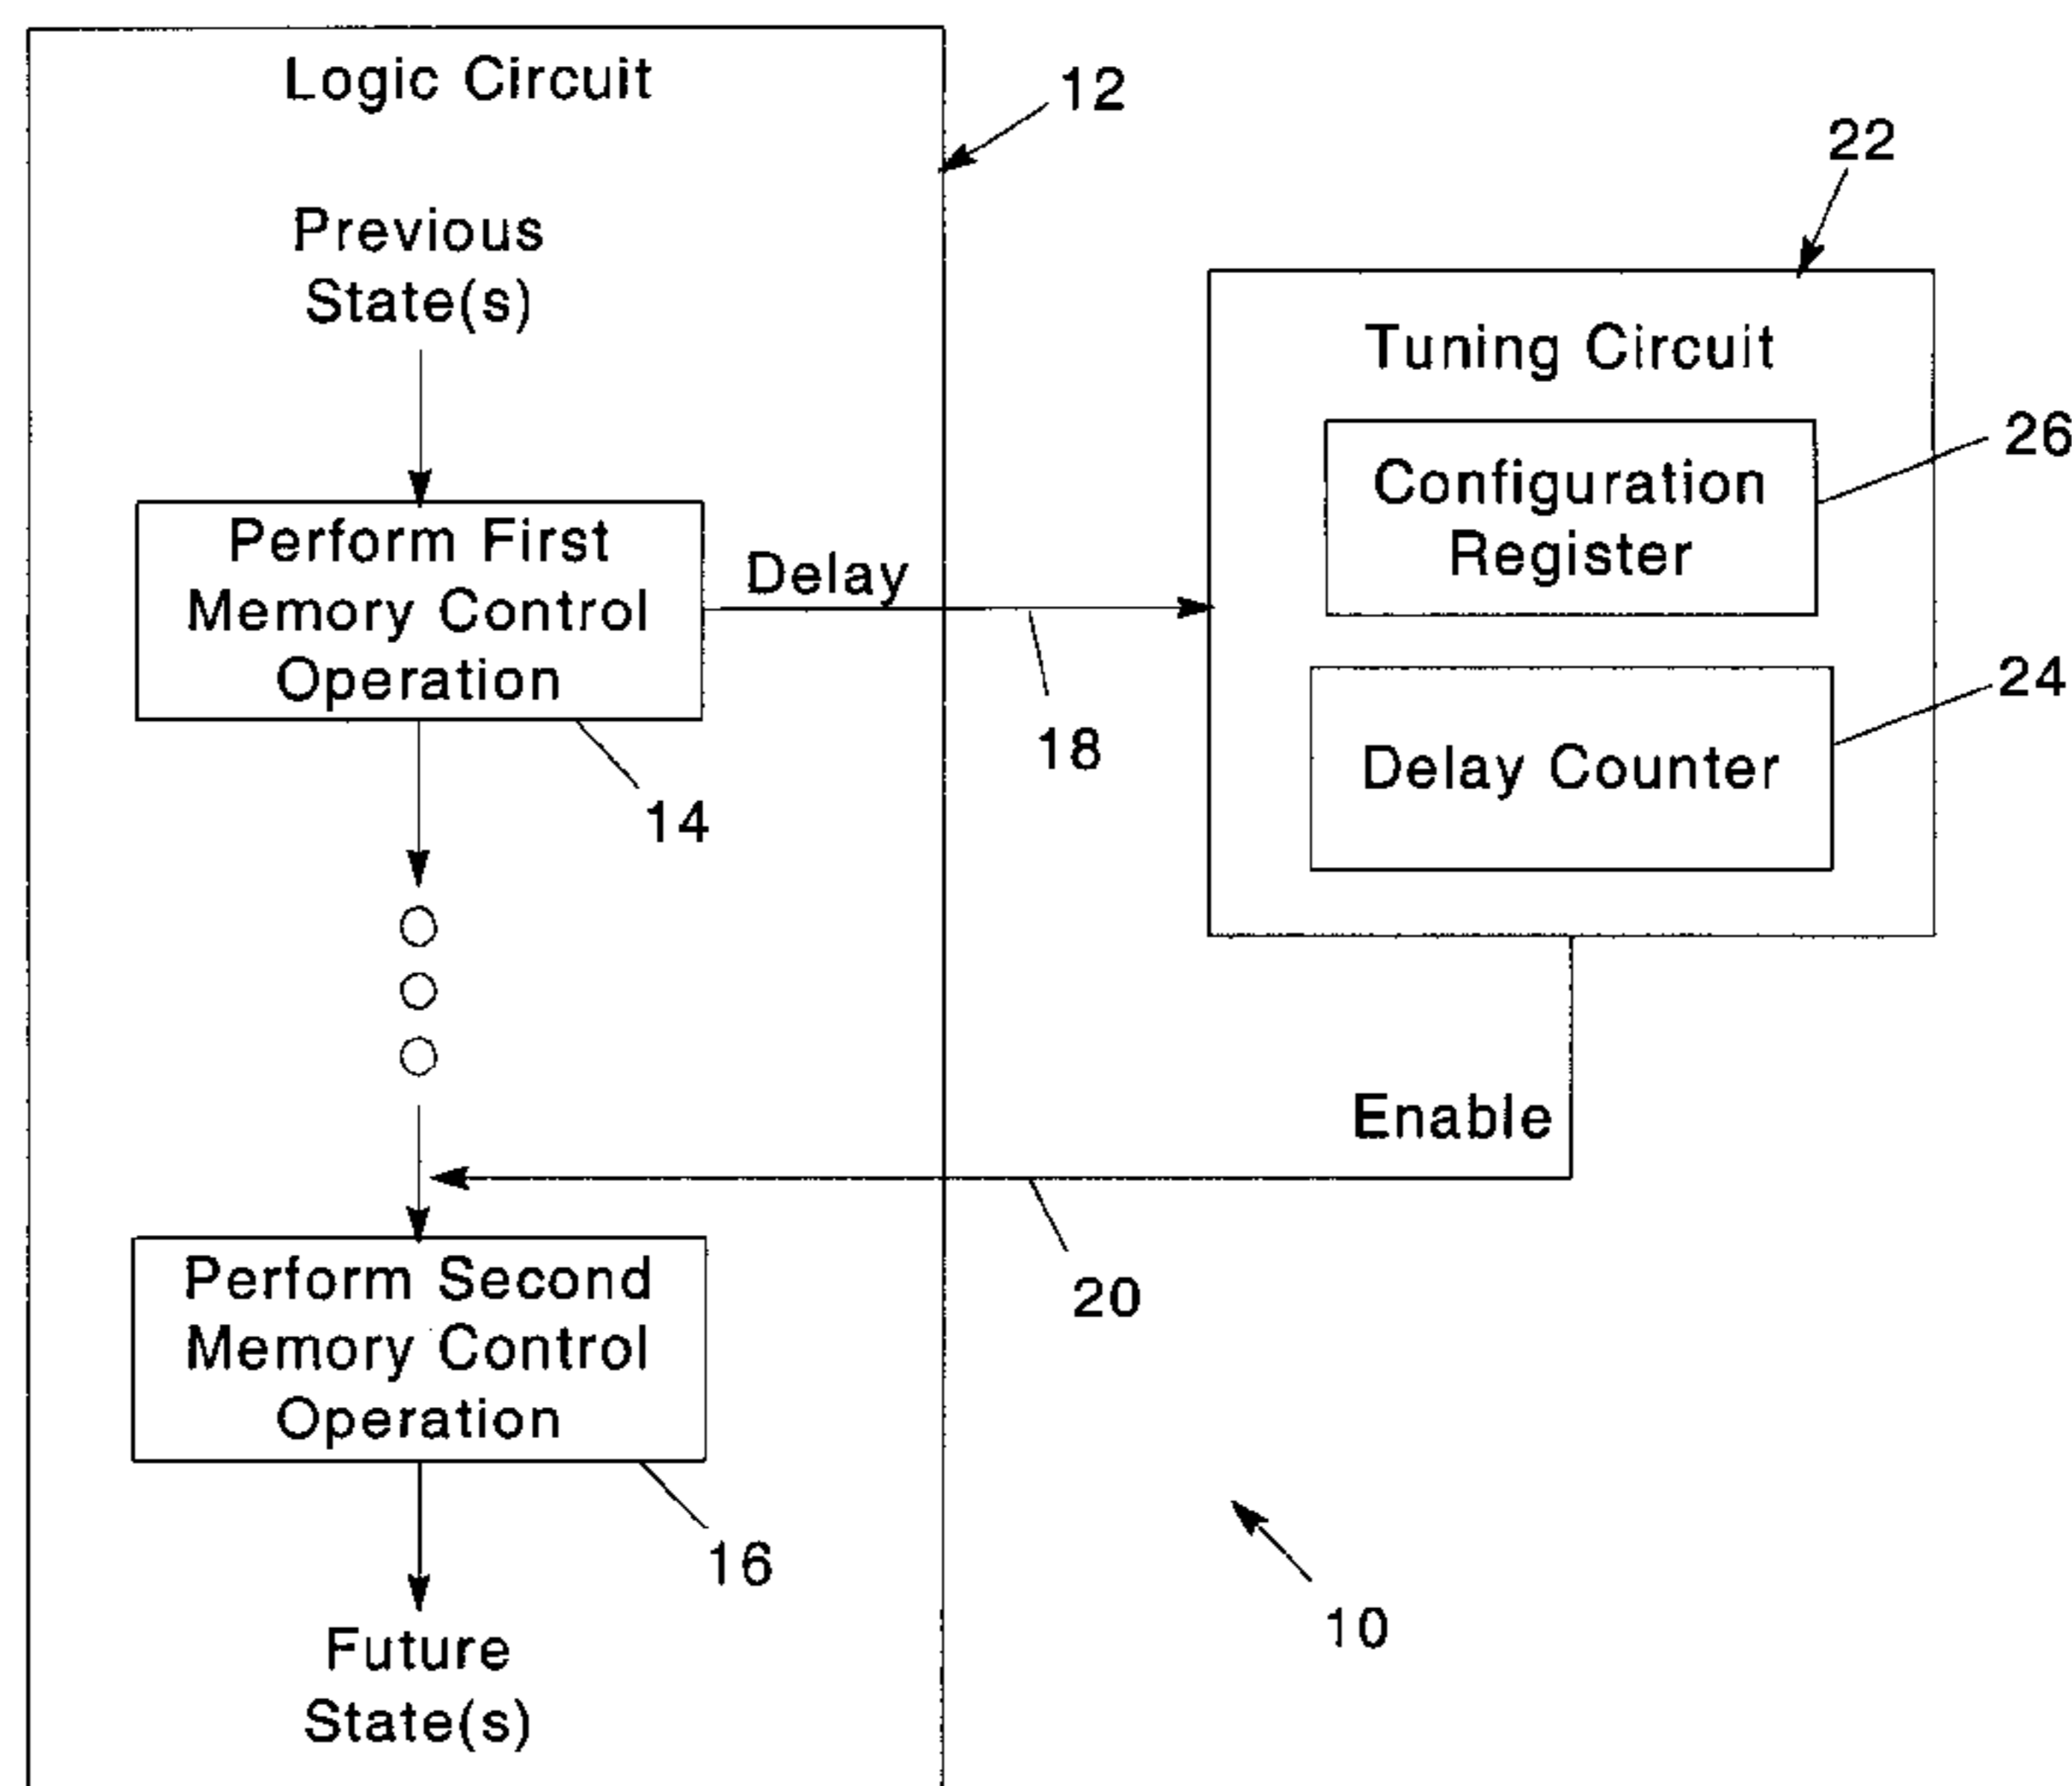 Logic Circuit
12
Previous
State(s)
Perform First
Memory Control
Operation
14
Delay
18
22
Tuning Circuit
Configuration
Register
26
Delay Counter
24
Enable
20
Perform Second
Memory Control
Operation
16
Future
State(s)
10